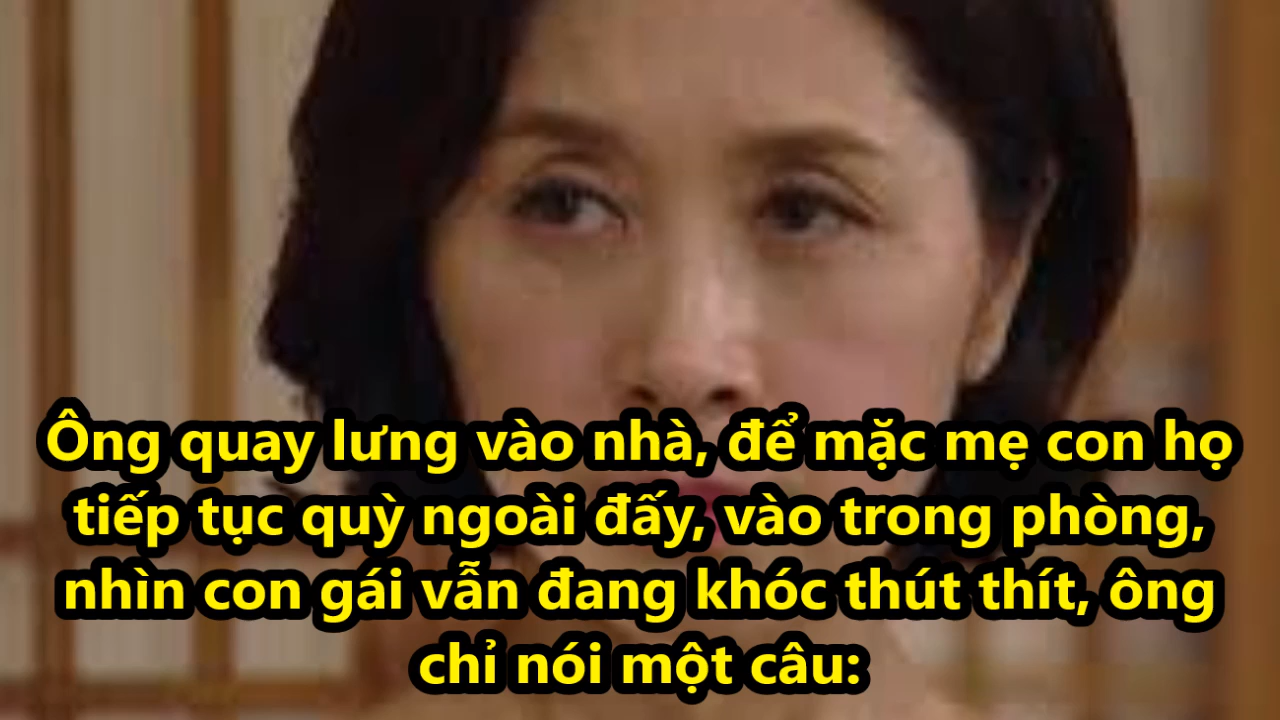 Ông quay lưng vào nhà, để mặc mẹ con họ
tiếp tục quỳ ngoài đấy, vào trong phòng,
nhìn con gái vẫn đang khóc thút thít, ông
chỉ nói một câu: